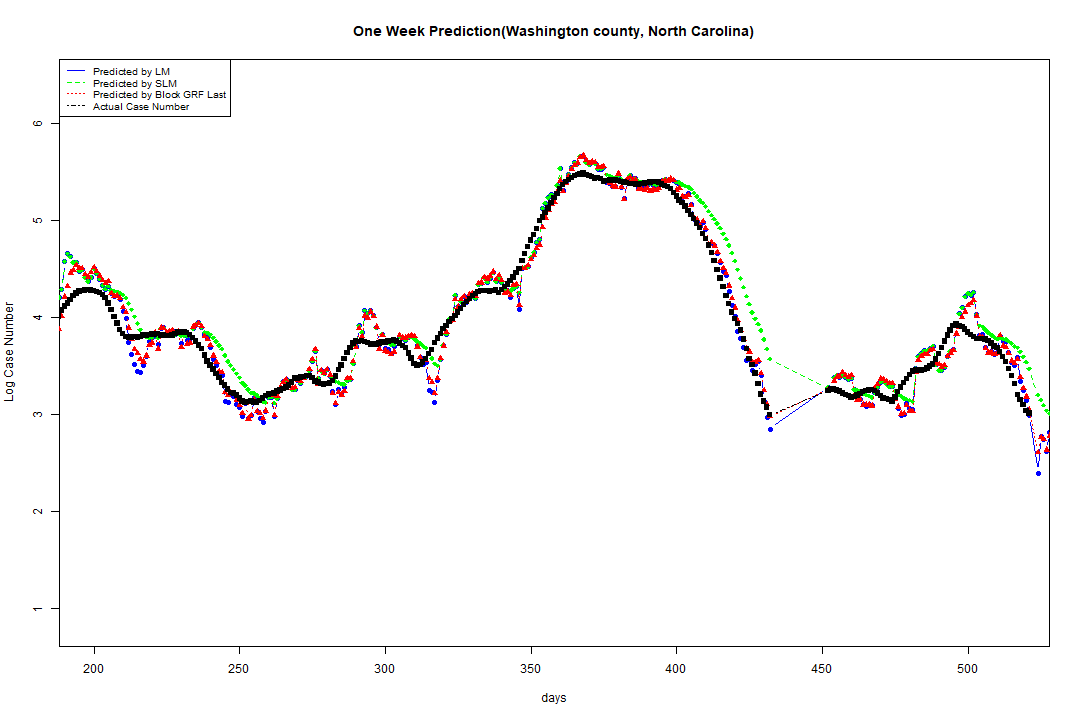 One Week Prediction(Washington county, North Carolina)
Predicted by LM
Predicted by SLM
Predicted by Block GRF Last
Actual Case Number
Log Case Number
6
5
4
3
2
1
200 250 300 350 400 450 500
days